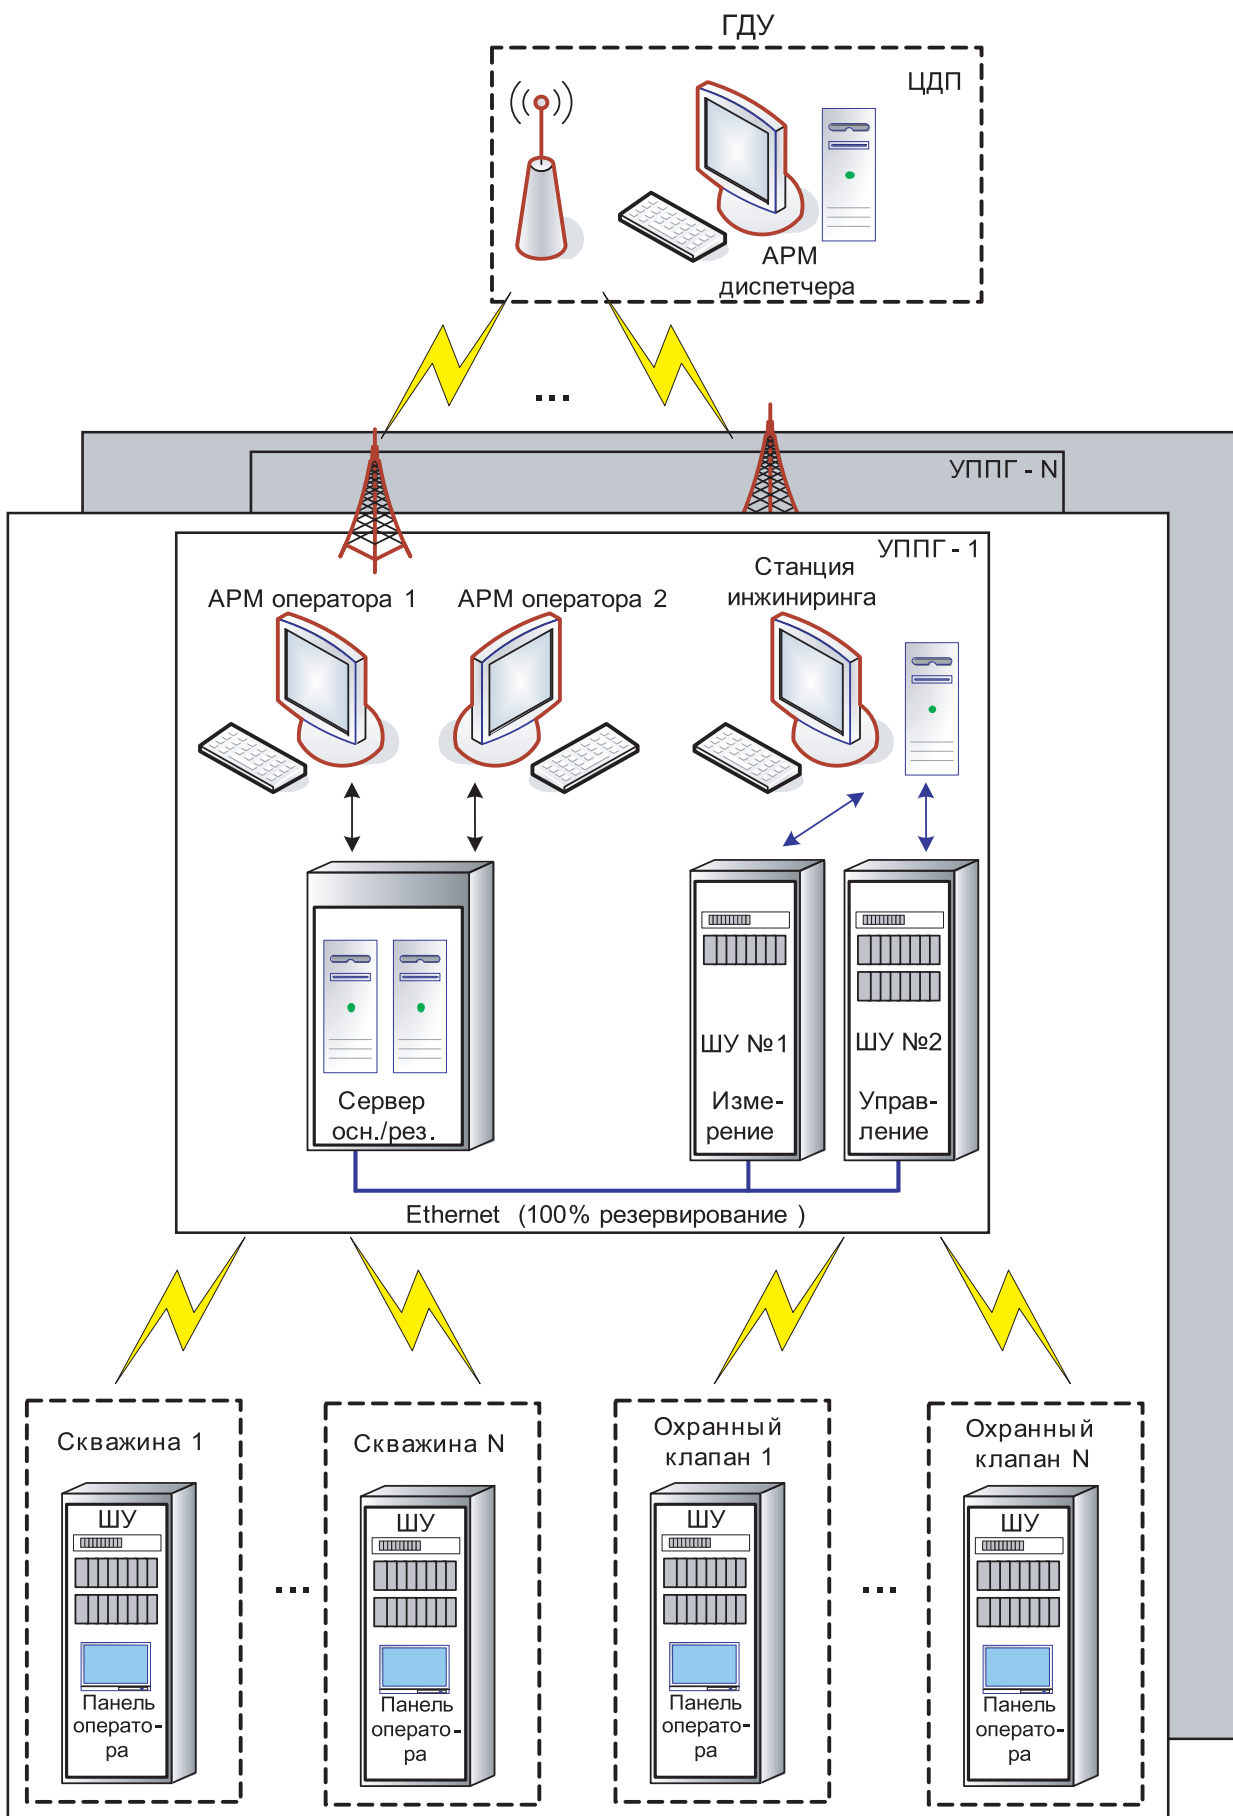 ГДУ
ЦДП
АРМ
диспетчера
...
УППГ - N
УППГ - 1
АРМ оператора 1
АРМ оператора 2
Станция
инжиниринга
ШУ №1
ШУ №2
Сервер
осн./рез.
Изме-
рение
Управ-
ление
Ethernet (100% резервирование )
Скважина 1
Скважина N
Охранный
клапан 1
Охранный
клапан N
ШУ
ШУ
ШУ
ШУ
...
...
Панель
операто-
ра
Панель
операто-
ра
Панель
операто-
ра
Панель
операто-
ра